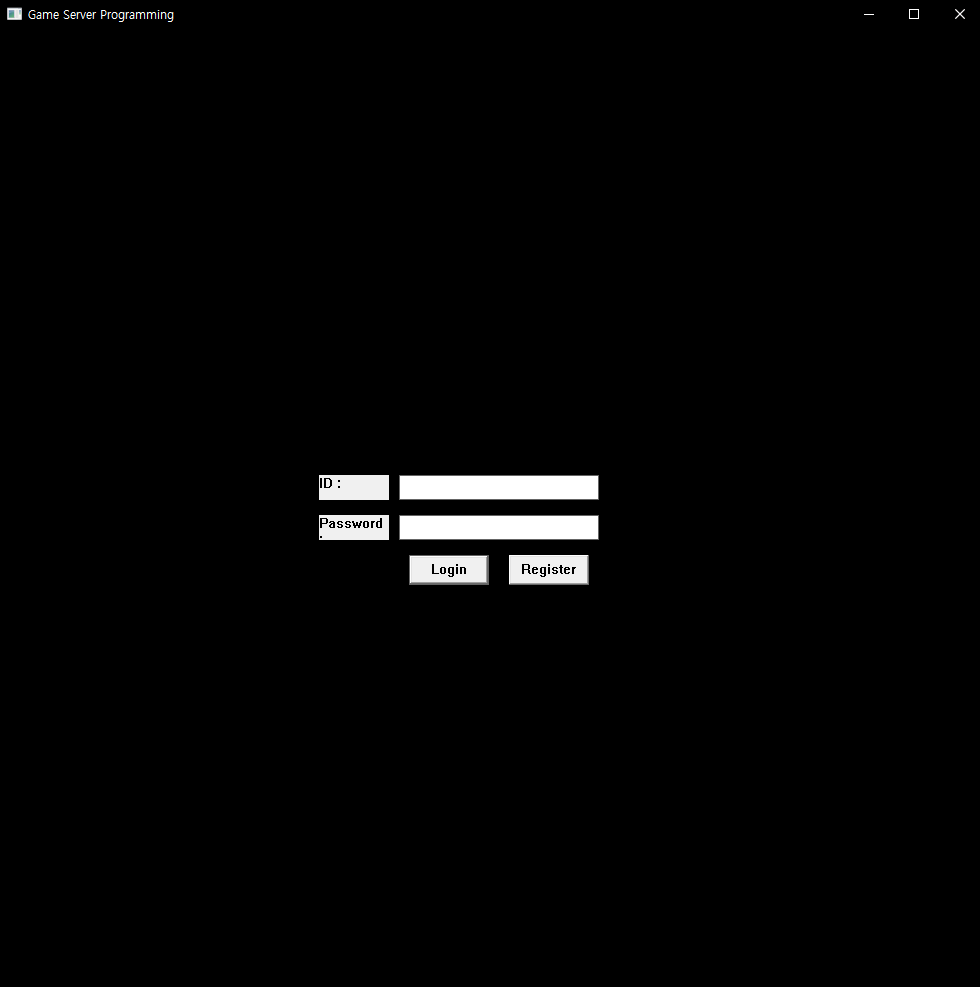 Game Server Programming
ID :
Password
:
Login
Register